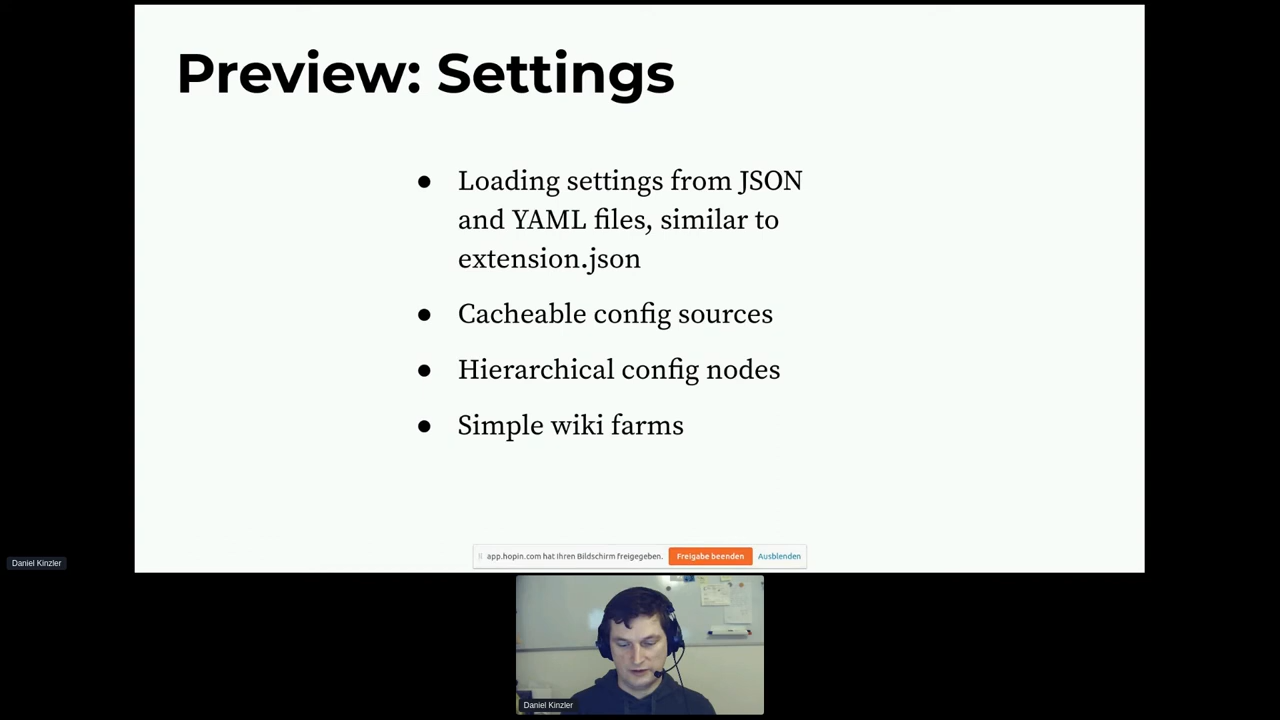 Preview: Settings
● Loading settings from JSON
and YAML files, similar to
extension.json
● Cacheable config sources
● Hierarchical config nodes
● Simple wiki farms
app.hopin.com hat Ihren Bildschirm freigegeben. Freigabe beenden Ausblenden
Daniel Kinzler
Daniel Kinzler